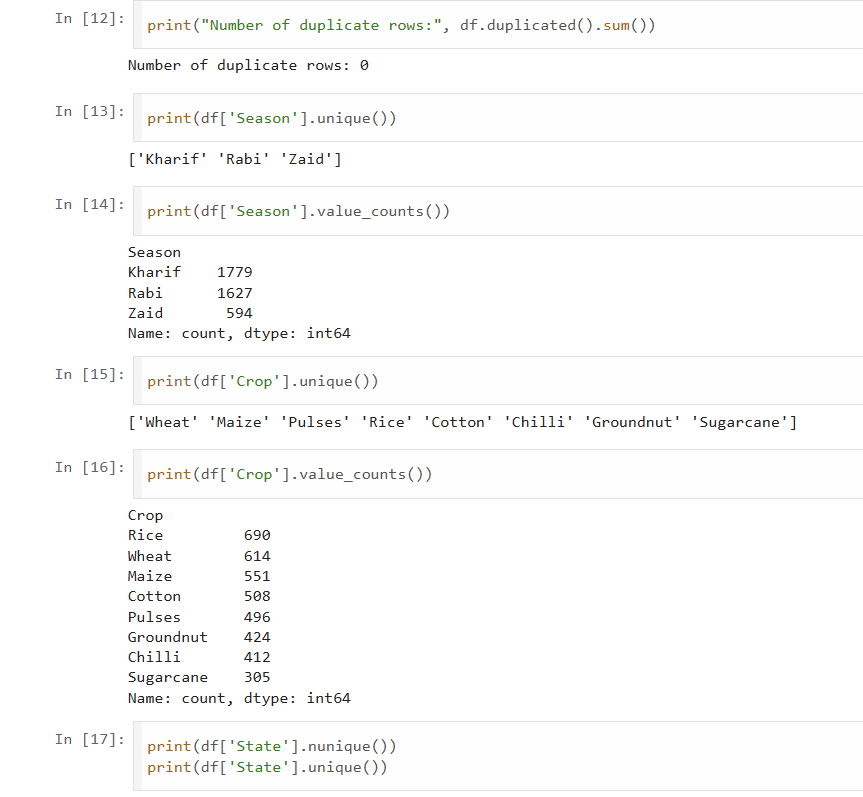 In [12]: print("Number of duplicate rows:", df.duplicated().sum())
Number of duplicate rows: 0
In [13]: print(df['Season'].unique())
['Kharif' 'Rabi' 'Zaid']
In [14]: print(df['Season'].value_counts())
Season
Kharif    1779
Rabi      1627
Zaid       594
Name: count, dtype: int64
In [15]: print(df['Crop'].unique())
['Wheat' 'Maize' 'Pulses' 'Rice' 'Cotton' 'Chilli' 'Groundnut' 'Sugarcane']
In [16]: print(df['Crop'].value_counts())
Crop
Rice         690
Wheat        614
Maize        551
Cotton       508
Pulses       496
Groundnut    424
Chilli       412
Sugarcane    305
Name: count, dtype: int64
In [17]: print(df['State'].nunique())
print(df['State'].unique())